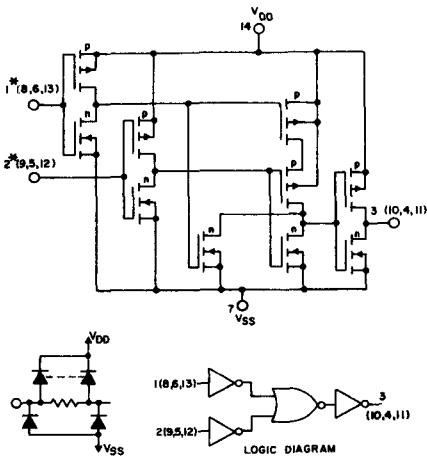 VDD
14
p
p
p
1*(8,6,13)
n
p
2*(9,5,12)
p
n
p
3 (10,4,11)
n
n
n
7
VSS
VDD
VSS
1(8,6,13)
3
(10,4,11)
2(9,5,12)
LOGIC DIAGRAM